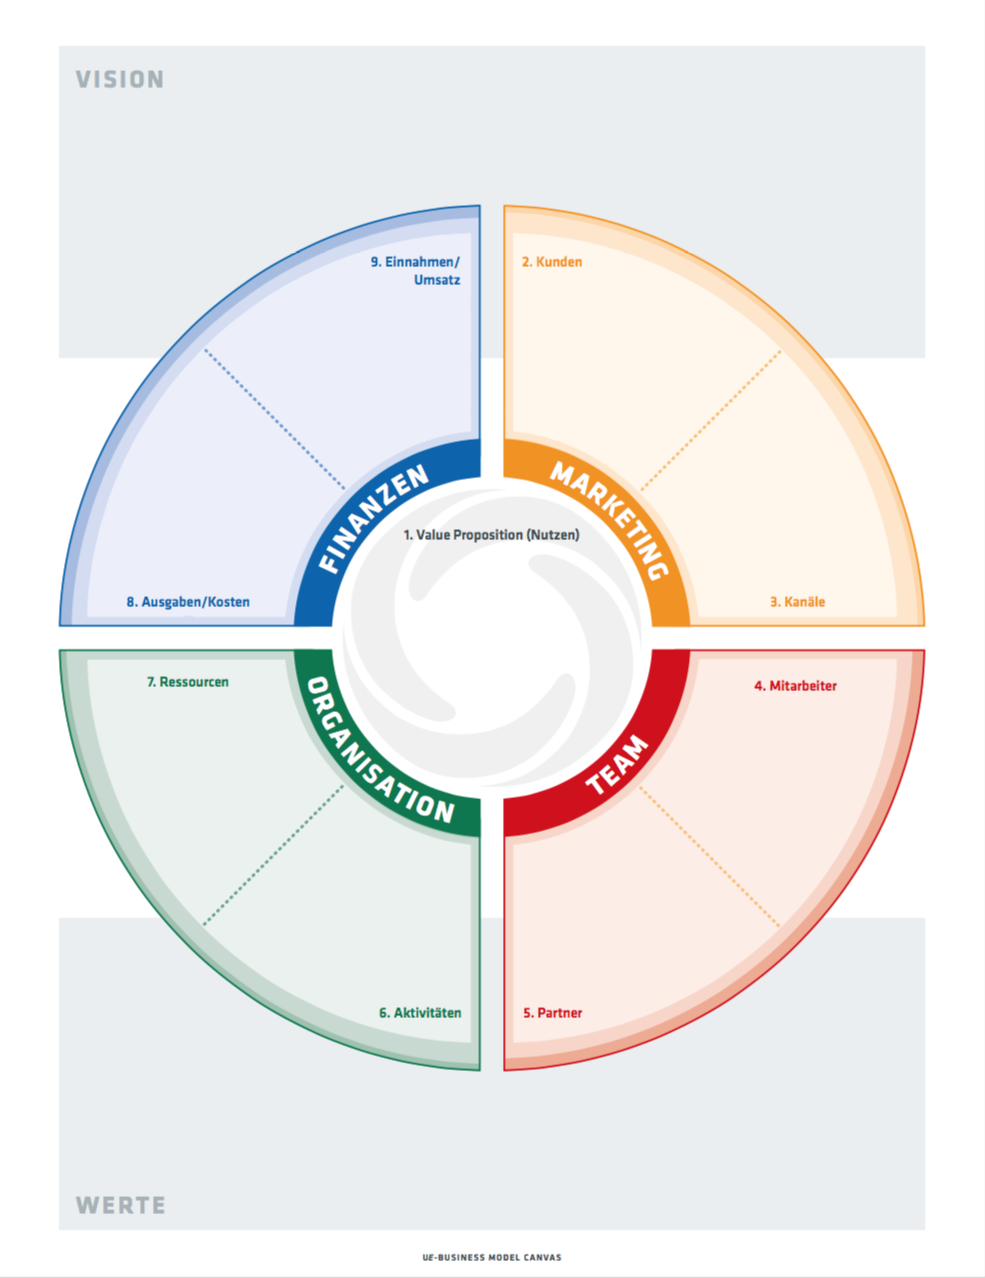 VISION
9. Einnahmen/
Umsatz
2. Kunden
FINANZEN
MARKETING
1. Value Proposition (Nutzen)
8. Ausgaben/Kosten
3. Kanäle
7. Ressourcen
4. Mitarbeiter
ORGANISATION
TEAM
6. Aktivitäten
5. Partner
WERTE
UE-BUSINESS MODEL CANVAS